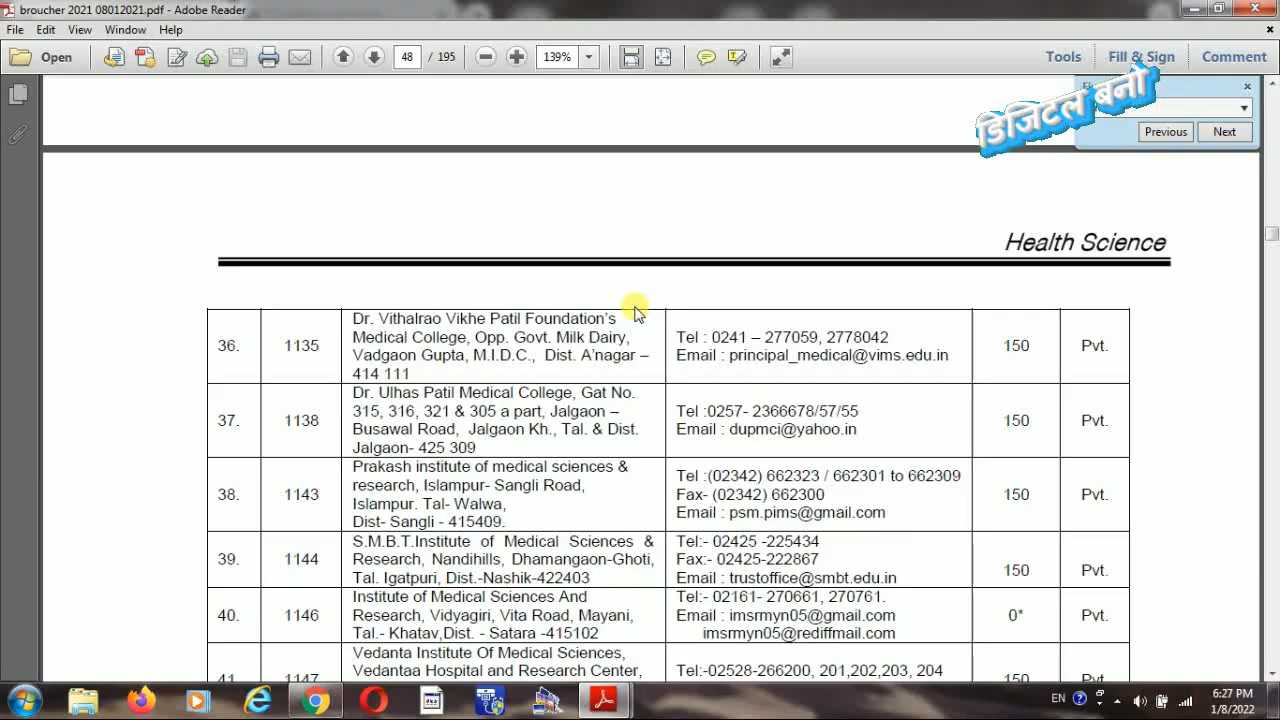 broucher 2021 08012021.pdf - Adobe Reader
File Edit View Window Help
Open 48 / 195 139% Tools Fill & Sign Comment
डिजिटल बनो
Previous Next
Health Science
36. 1135 Dr. Vithalrao Vikhe Patil Foundation's
Medical College, Opp. Govt. Milk Dairy,
Vadgaon Gupta, M.I.D.C., Dist. A'nagar –
414 111
Tel : 0241 – 277059, 2778042
Email : principal_medical@vims.edu.in
150 Pvt.
37. 1138 Dr. Ulhas Patil Medical College, Gat No.
315, 316, 321 & 305 a part, Jalgaon –
Busawal Road, Jalgaon Kh., Tal. & Dist.
Jalgaon- 425 309
Tel :0257- 2366678/57/55
Email : dupmci@yahoo.in
150 Pvt.
38. 1143 Prakash institute of medical sciences &
research, Islampur- Sangli Road,
Islampur. Tal- Walwa,
Dist- Sangli - 415409.
Tel :(02342) 662323 / 662301 to 662309
Fax- (02342) 662300
Email : psm.pims@gmail.com
150 Pvt.
39. 1144 S.M.B.T.Institute of Medical Sciences &
Research, Nandihills, Dhamangaon-Ghoti,
Tal. Igatpuri, Dist.-Nashik-422403
Tel:- 02425 -225434
Fax:- 02425-222867
Email : trustoffice@smbt.edu.in
150 Pvt.
40. 1146 Institute of Medical Sciences And
Research, Vidyagiri, Vita Road, Mayani,
Tal.- Khatav,Dist. - Satara -415102
Tel:- 02161- 270661, 270761.
Email : imsrmyn05@gmail.com
imsrmyn05@rediffmail.com
0* Pvt.
41. 1147 Vedanta Institute Of Medical Sciences,
Vedantaa Hospital and Research Center,
Tel:-02528-266200, 201,202,203, 204
150 Pvt.
EN 6:27 PM
1/8/2022